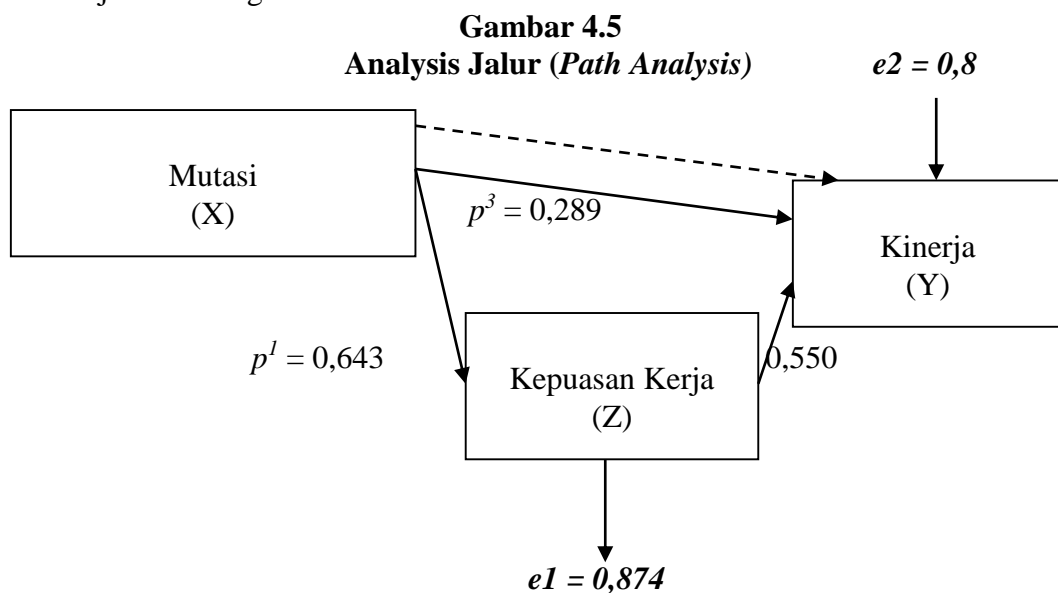 Gambar 4.5
Analysis Jalur (Path Analysis)
e2 = 0,8
Mutasi
(X)
p³ = 0,289
Kinerja
(Y)
p¹ = 0,643
0,550
Kepuasan Kerja
(Z)
e1 = 0,874